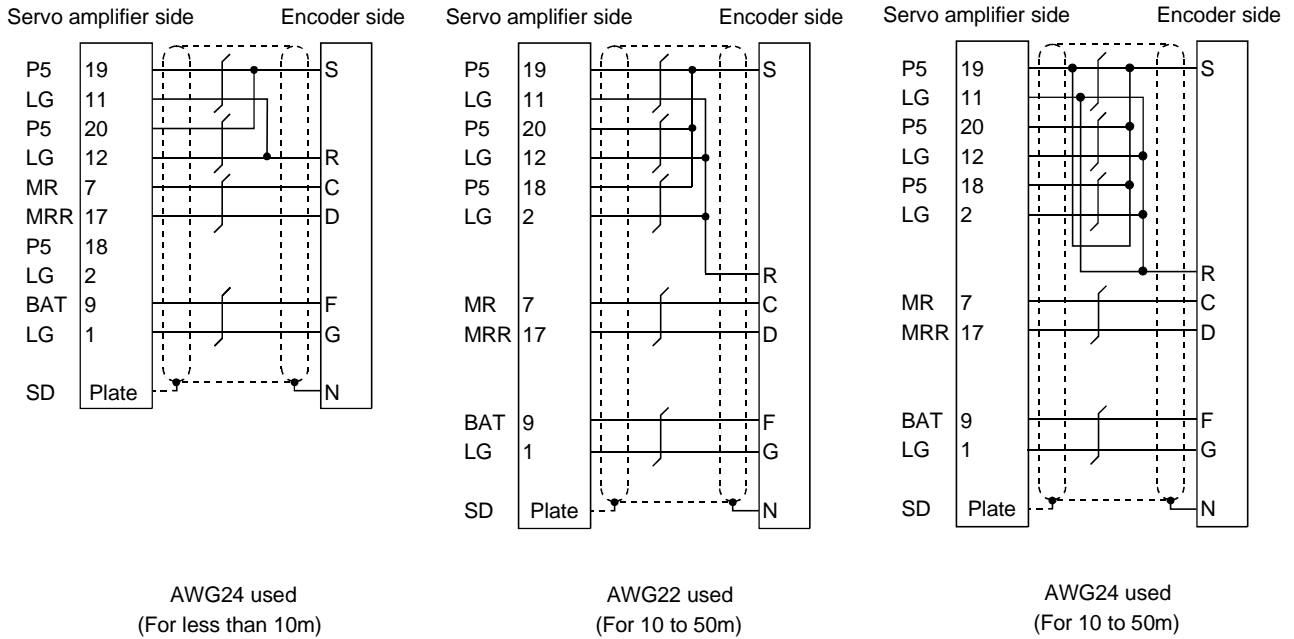 Servo amplifier side Encoder side
P5 19 S
LG 11
P5 20
LG 12 R
MR 7 C
MRR 17 D
P5 18
LG 2
BAT 9 F
LG 1 G
SD Plate N
AWG24 used
(For less than 10m)
Servo amplifier side Encoder side
P5 19 S
LG 11
P5 20
LG 12
P5 18
LG 2
R
MR 7 C
MRR 17 D
BAT 9 F
LG 1 G
SD Plate N
AWG22 used
(For 10 to 50m)
Servo amplifier side Encoder side
P5 19 S
LG 11
P5 20
LG 12
P5 18
LG 2
R
MR 7 C
MRR 17 D
BAT 9 F
LG 1 G
SD Plate N
AWG24 used
(For 10 to 50m)